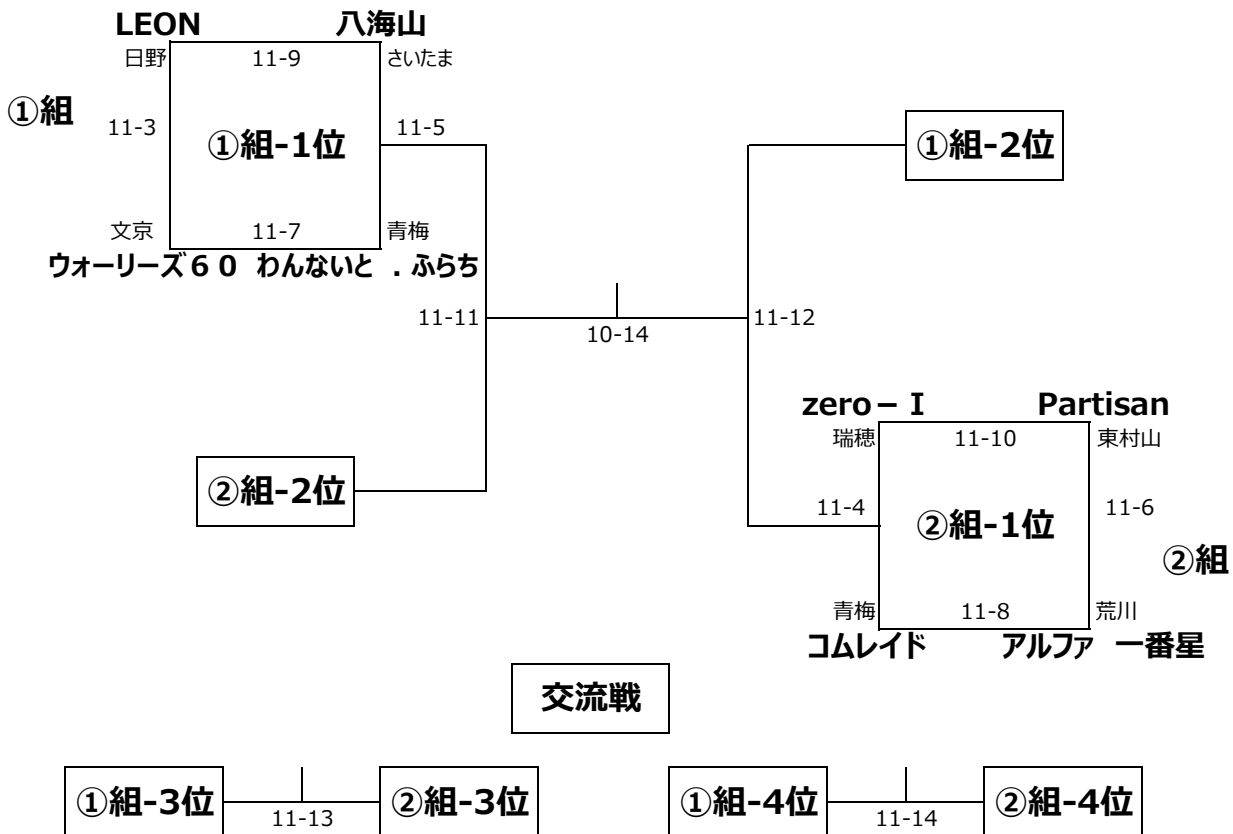 LEON 八海山
日野 11-9 さいたま
①組 11-3 ①組-1位 11-5 ①組-2位
文京 11-7 青梅
ウォーリーズ６０ わんないと ．ふらち
11-11 10-14 11-12
zero－Ｉ Partisan
瑞穂 11-10 東村山
②組-2位 11-4 ②組-1位 11-6
②組
青梅 11-8 荒川
コムレイド アルファ 一番星
交流戦
①組-3位 11-13 ②組-3位 ①組-4位 11-14 ②組-4位